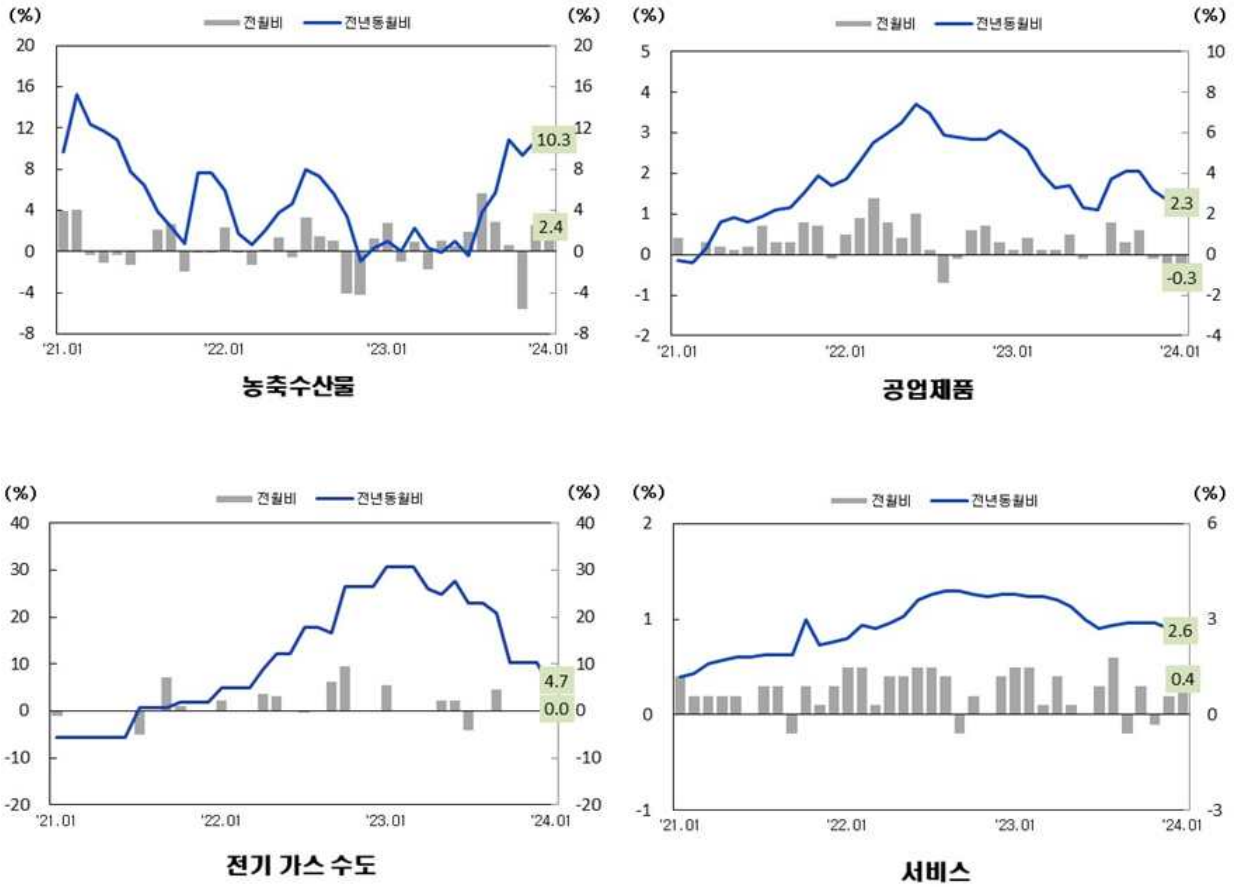 (%) 전월비 전년동월비 (%)
20 20
16 16
12 12
10.3
8 8
4 4
2.4
0 0
-4 -4
-8 -8
'21.01 '22.01 '23.01 '24.01
농축수산물
(%) 전월비 전년동월비 (%)
5 10
4 8
3 6
2 4
2.3
1 2
0 0
-0.3
-1 -2
-2 -4
'21.01 '22.01 '23.01 '24.01
공업제품
(%) 전월비 전년동월비 (%)
40 40
30 30
20 20
10 10
4.7
0 0.0 0
-10 -10
-20 -20
'21.01 '22.01 '23.01 '24.01
전기 가스 수도
(%) 전월비 전년동월비 (%)
2 6
1 3
2.6
0.4
0 0
-1 -3
'21.01 '22.01 '23.01 '24.01
서비스